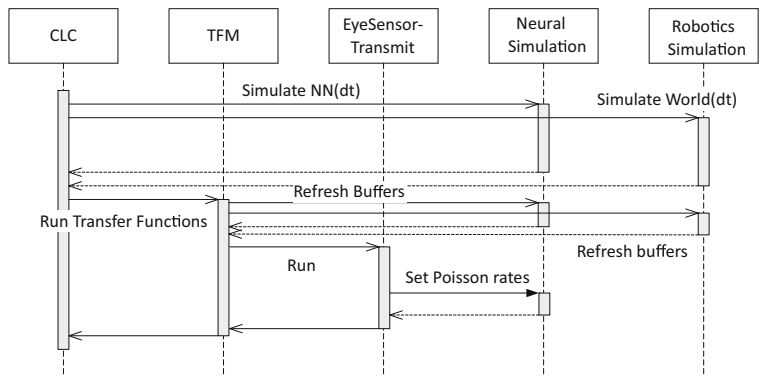 CLC
TFM
EyeSensor-
Transmit
Neural
Simulation
Robotics
Simulation
Simulate NN(dt)
Simulate World(dt)
Refresh Buffers
Run Transfer Functions
Refresh buffers
Run
Set Poisson rates